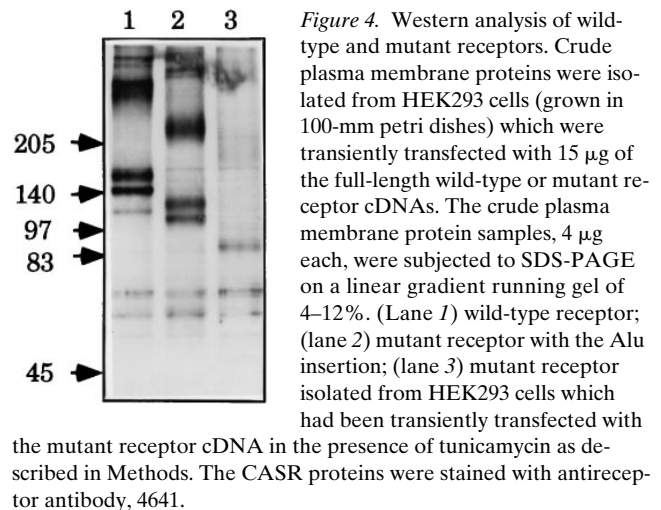 1 2 3
205
140
97
83
45
Figure 4. Western analysis of wild-
type and mutant receptors. Crude
plasma membrane proteins were iso-
lated from HEK293 cells (grown in
100-mm petri dishes) which were
transiently transfected with 15 μg of
the full-length wild-type or mutant re-
ceptor cDNAs. The crude plasma
membrane protein samples, 4 μg
each, were subjected to SDS-PAGE
on a linear gradient running gel of
4–12%. (Lane 1) wild-type receptor;
(lane 2) mutant receptor with the Alu
insertion; (lane 3) mutant receptor
isolated from HEK293 cells which
had been transiently transfected with
the mutant receptor cDNA in the presence of tunicamycin as de-
scribed in Methods. The CASR proteins were stained with antirecep-
tor antibody, 4641.